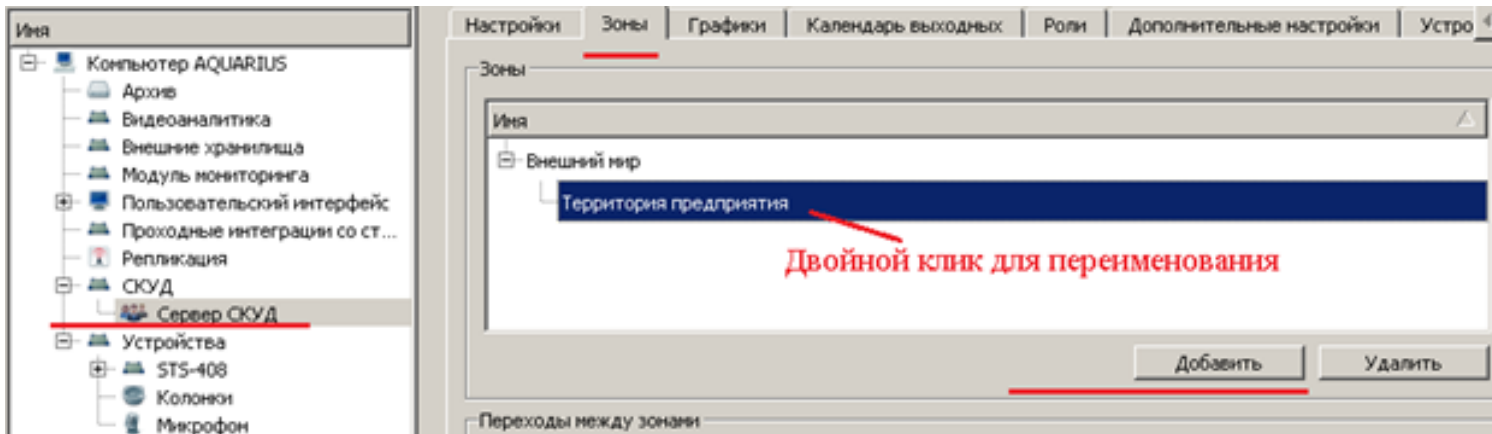 Имя
Компьютер AQUARIUS
Архив
Видеоаналитика
Внешние хранилища
Модуль мониторинга
Пользовательский интерфейс
Проходные интеграции со ст...
Репликация
СКУД
Сервер СКУД
Устройства
STS-408
Колонки
Микрофон
Настройки Зоны Графики Календарь выходных Роли Дополнительные настройки Устро
Зоны
Имя
Внешний мир
Территория предприятия
Двойной клик для переименования
Добавить Удалить
Переходы между зонами